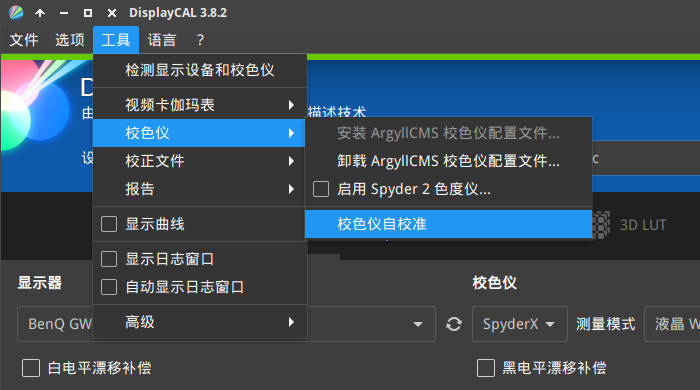 DisplayCAL 3.8.2
文件 选项 工具 语言 ?
D
检测显示设备和校色仪
视频卡伽玛表
由 描述技术
校色仪
安装 ArgyllCMS 校色仪配置文件...
校正文件
卸载 ArgyllCMS 校色仪配置文件...
设 c
报告
启用 Spyder 2 色度仪...
显示曲线
校色仪自校准
3D LUT
显示日志窗口
自动显示日志窗口
高级
显示器 校色仪
BenQ GW SpyderX 测量模式 液晶 W
白电平漂移补偿 黑电平漂移补偿